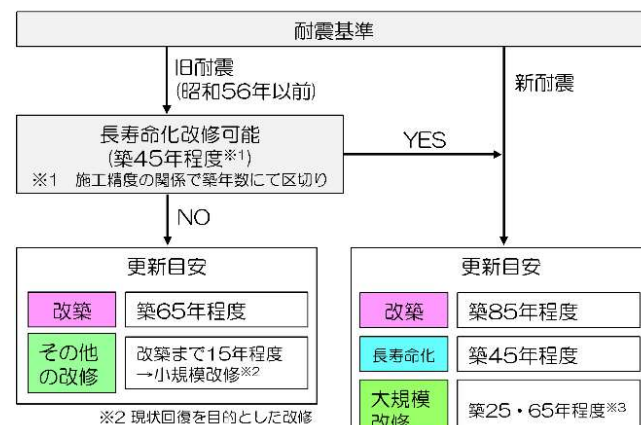 耐震基準
旧耐震
(昭和56年以前)
新耐震
長寿命化改修可能
(築45年程度※1)
※1 施工精度の関係で築年数にて区切り
YES
NO
更新目安
改築
築65年程度
その他
の改修
改築まで15年程度
→小規模改修※2
※2 現状回復を目的とした改修
更新目安
改築
築85年程度
長寿命化
築45年程度
大規模
改修
築25・65年程度※3